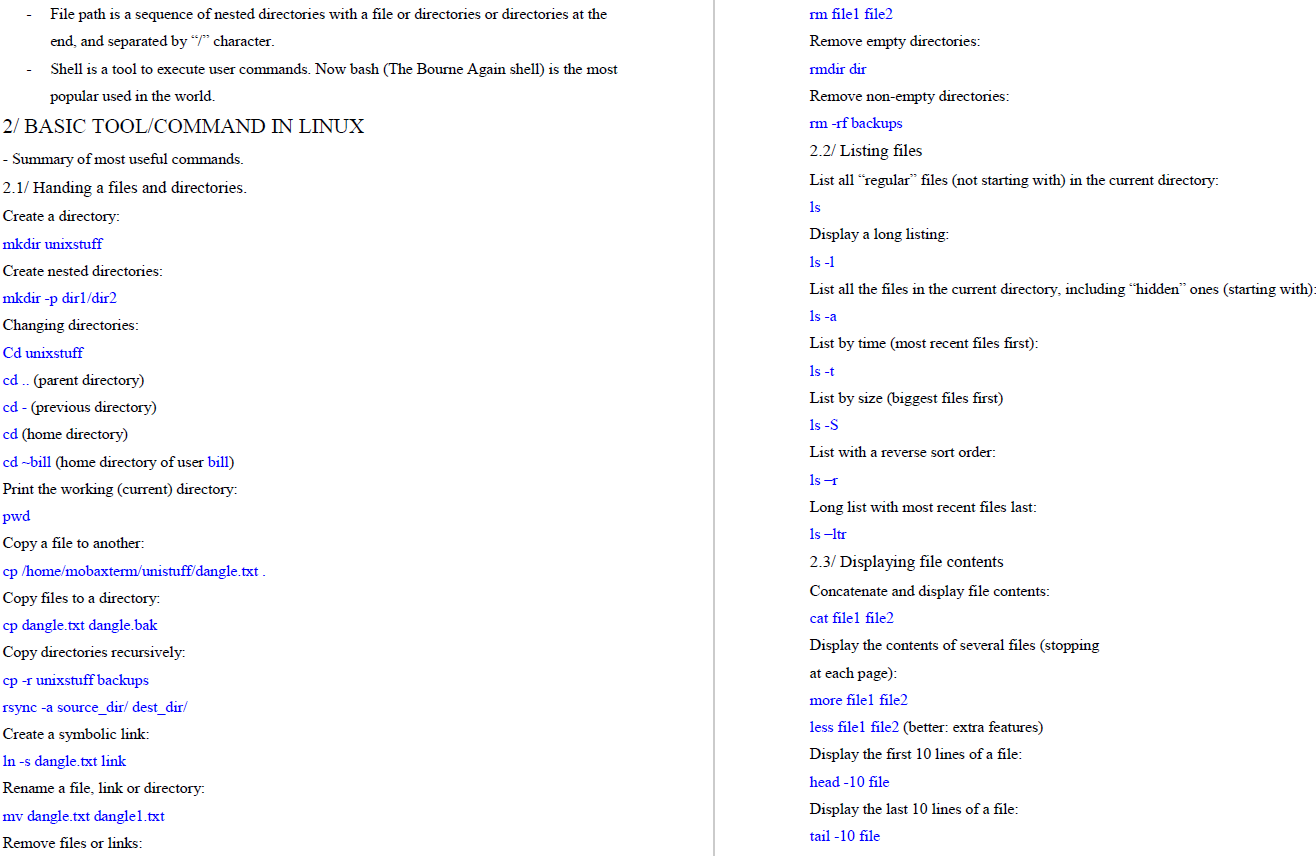 - File path is a sequence of nested directories with a file or directories or directories at the
end, and separated by “/” character.
- Shell is a tool to execute user commands. Now bash (The Bourne Again shell) is the most
popular used in the world.
2/ BASIC TOOL/COMMAND IN LINUX
- Summary of most useful commands.
2.1/ Handing a files and directories.
Create a directory:
mkdir unixstuff
Create nested directories:
mkdir -p dir1/dir2
Changing directories:
Cd unixstuff
cd .. (parent directory)
cd - (previous directory)
cd (home directory)
cd ~bill (home directory of user bill)
Print the working (current) directory:
pwd
Copy a file to another:
cp /home/mobaxterm/unistuff/dangle.txt .
Copy files to a directory:
cp dangle.txt dangle.bak
Copy directories recursively:
cp -r unixstuff backups
rsync -a source_dir/ dest_dir/
Create a symbolic link:
ln -s dangle.txt link
Rename a file, link or directory:
mv dangle.txt dangle1.txt
Remove files or links:
rm file1 file2
Remove empty directories:
rmdir dir
Remove non-empty directories:
rm -rf backups
2.2/ Listing files
List all “regular” files (not starting with) in the current directory:
ls
Display a long listing:
ls -l
List all the files in the current directory, including “hidden” ones (starting with):
ls -a
List by time (most recent files first):
ls -t
List by size (biggest files first)
ls -S
List with a reverse sort order:
ls –r
Long list with most recent files last:
ls –ltr
2.3/ Displaying file contents
Concatenate and display file contents:
cat file1 file2
Display the contents of several files (stopping
at each page):
more file1 file2
less file1 file2 (better: extra features)
Display the first 10 lines of a file:
head -10 file
Display the last 10 lines of a file:
tail -10 file